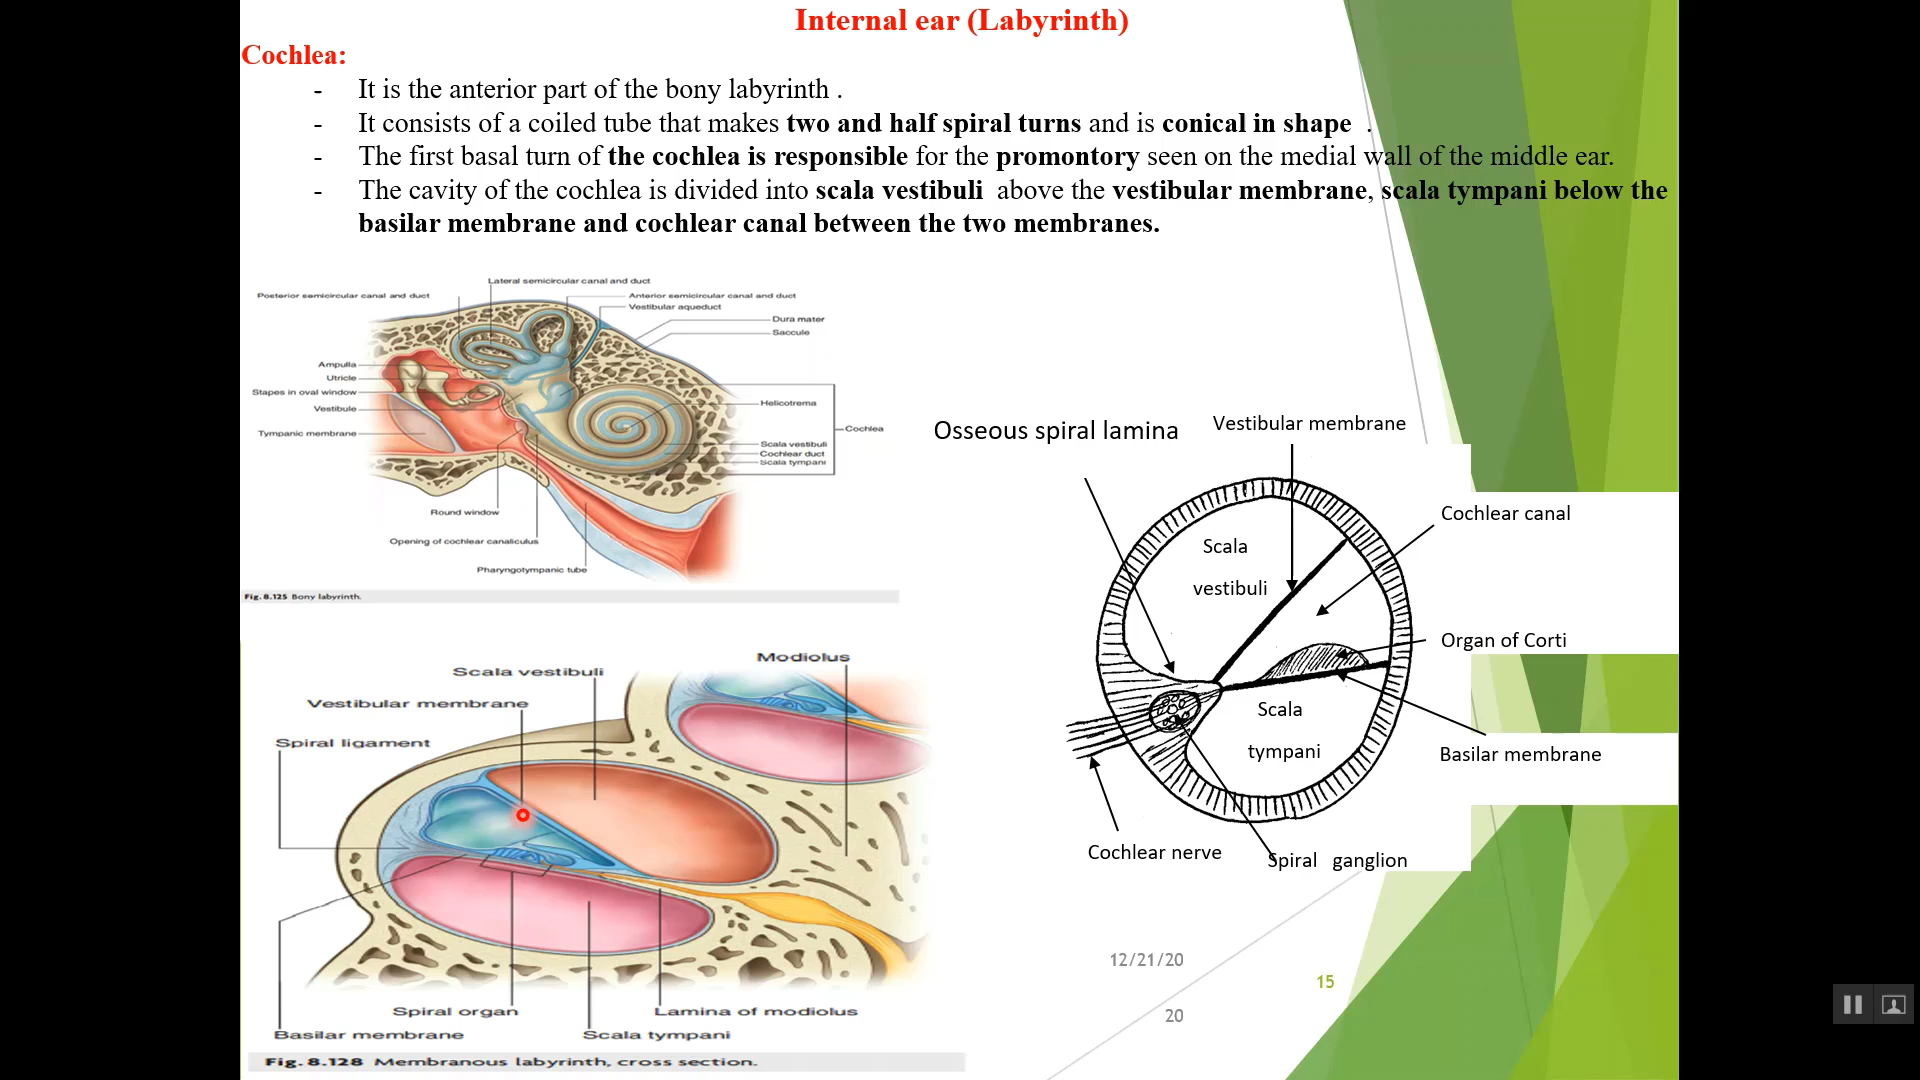 Internal ear (Labyrinth)
Cochlea:
- It is the anterior part of the bony labyrinth .
- It consists of a coiled tube that makes two and half spiral turns and is conical in shape .
- The first basal turn of the cochlea is responsible for the promontory seen on the medial wall of the middle ear.
- The cavity of the cochlea is divided into scala vestibuli above the vestibular membrane, scala tympani below the
basilar membrane and cochlear canal between the two membranes.
Lateral semicircular canal and duct
Posterior semicircular canal and duct
Anterior semicircular canal and duct
Vestibular aqueduct
Dura mater
Saccule
Ampulla
Utricle
Stapes in oval window
Vestibule
Tympanic membrane
Helicotrema
Cochlea
Scala vestibuli
Cochlear duct
Scala tympani
Round window
Opening of cochlear canaliculus
Pharyngotympanic tube
Fig. 8.125 Bony labyrinth.
Osseous spiral lamina
Vestibular membrane
Cochlear canal
Scala
vestibuli
Organ of Corti
Scala
tympani
Basilar membrane
Cochlear nerve
Spiral ganglion
Modiolus
Scala vestibuli
Vestibular membrane
Spiral ligament
Spiral organ
Lamina of modiolus
Basilar membrane
Scala tympani
Fig. 8.128 Membranous labyrinth, cross section.
12/21/20
20
15